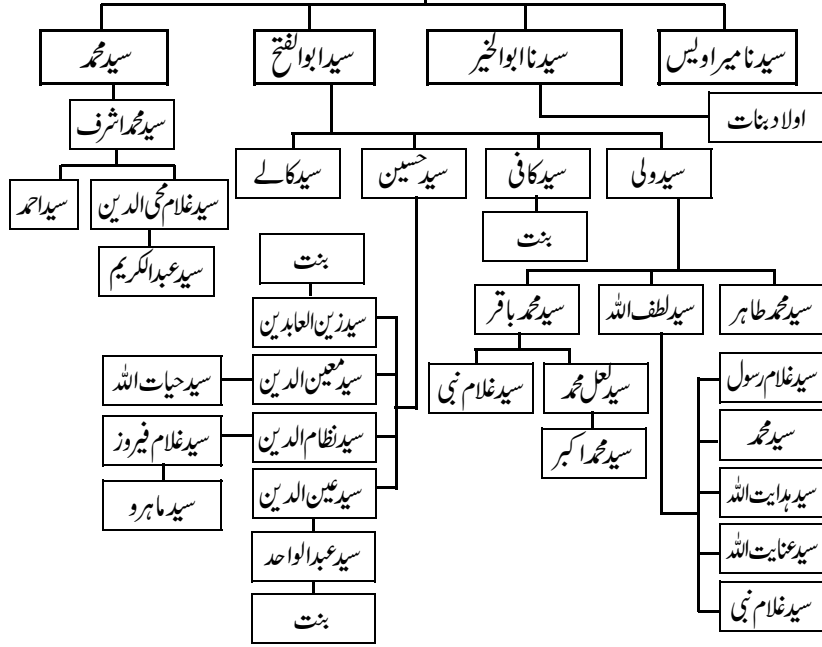 سیدنا میر اویس
سیدنا ابوالخیر
سید ابوالفتح
سید محمد
اولاد بنات
سید محمد اشرف
سید ولی
سید کافی
سید حسین
سید کالے
سید غلام محی الدین
سید احمد
بنت
سید عبدالکریم
بنت
سید محمد طاہر
سید لطف اللہ
سید محمد باقر
سید زین العابدین
سید غلام رسول
سید لعل محمد
سید غلام نبی
سید معین الدین
سید حیات اللہ
سید محمد
سید محمد اکبر
سید نظام الدین
سید غلام فیروز
سید ہدایت اللہ
سید عین الدین
سید ماہرو
سید عنایت اللہ
سید عبدالواحد
سید غلام نبی
بنت